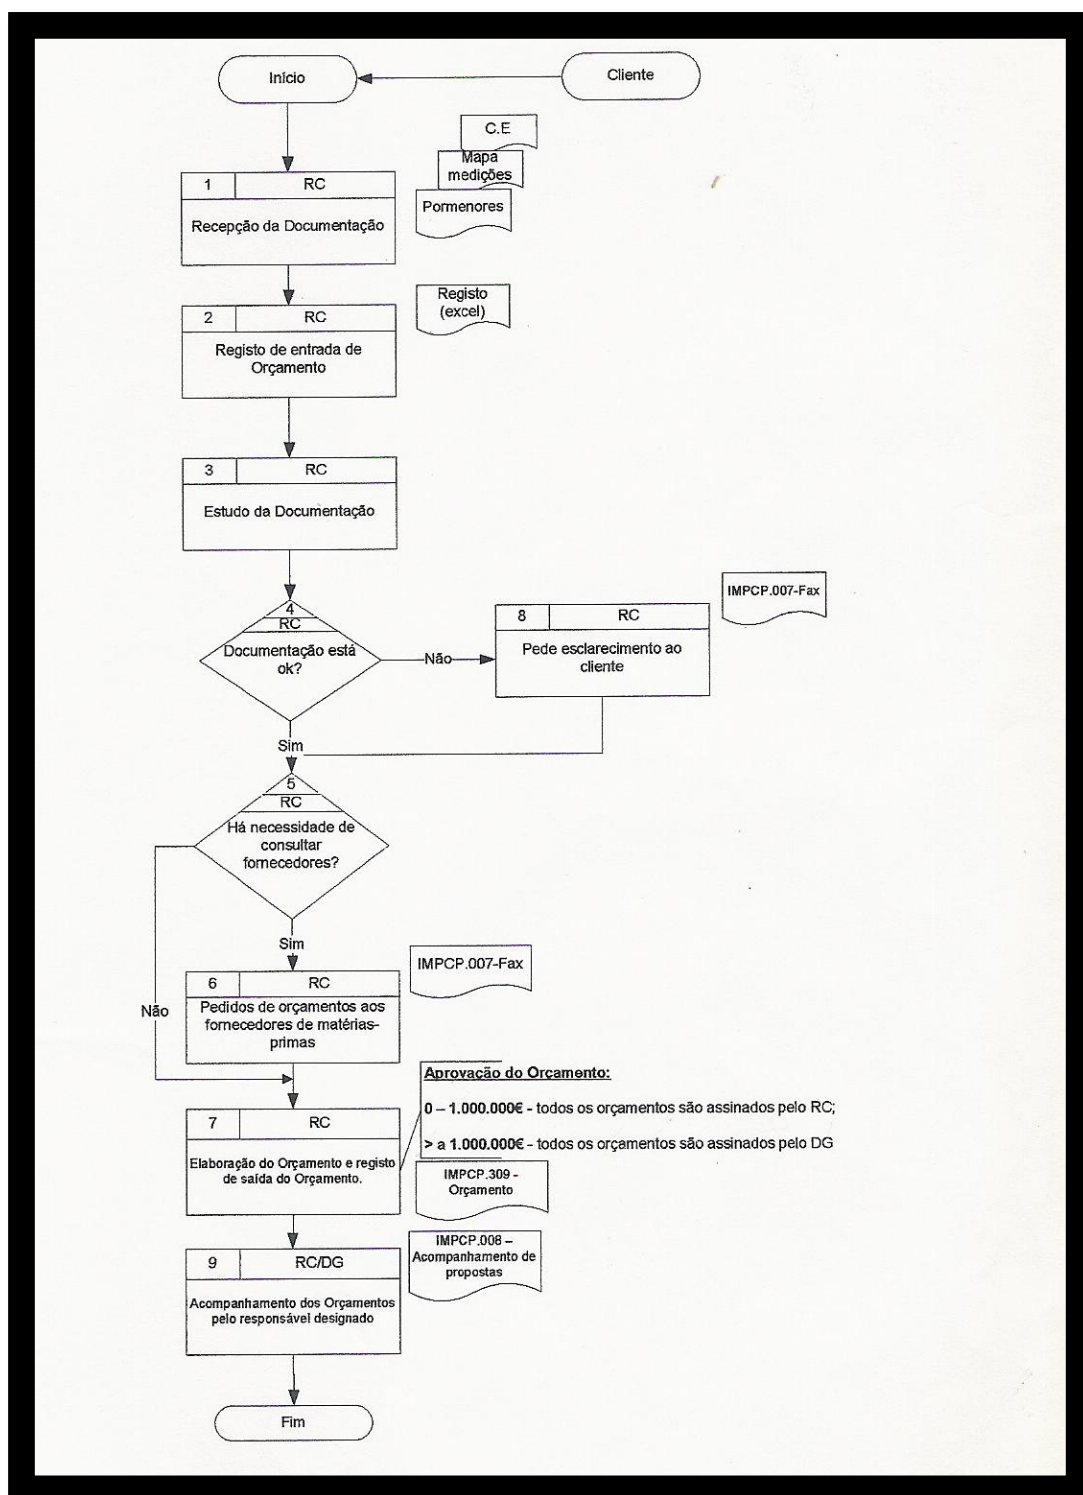 Início
Cliente
C.E
Mapa
medições
Pormenores
1
RC
Recepção da Documentação
Registo
(excel)
2
RC
Registo de entrada de
Orçamento
3
RC
Estudo da Documentação
4
RC
Documentação está
ok?
Não
8
RC
Pede esclarecimento ao
cliente
IMPCP.007-Fax
Sim
5
RC
Há necessidade de
consultar
fornecedores?
Sim
Não
6
RC
Pedidos de orçamentos aos
fornecedores de matérias-
primas
IMPCP.007-Fax
Aprovação do Orçamento:
0 – 1.000.000€ - todos os orçamentos são assinados pelo RC;
> a 1.000.000€ - todos os orçamentos são assinados pelo DG
7
RC
Elaboração do Orçamento e registo
de saída do Orçamento.
IMPCP.309 -
Orçamento
9
RC/DG
Acompanhamento dos Orçamentos
pelo responsável designado
IMPCP.008 –
Acompanhamento de
propostas
Fim